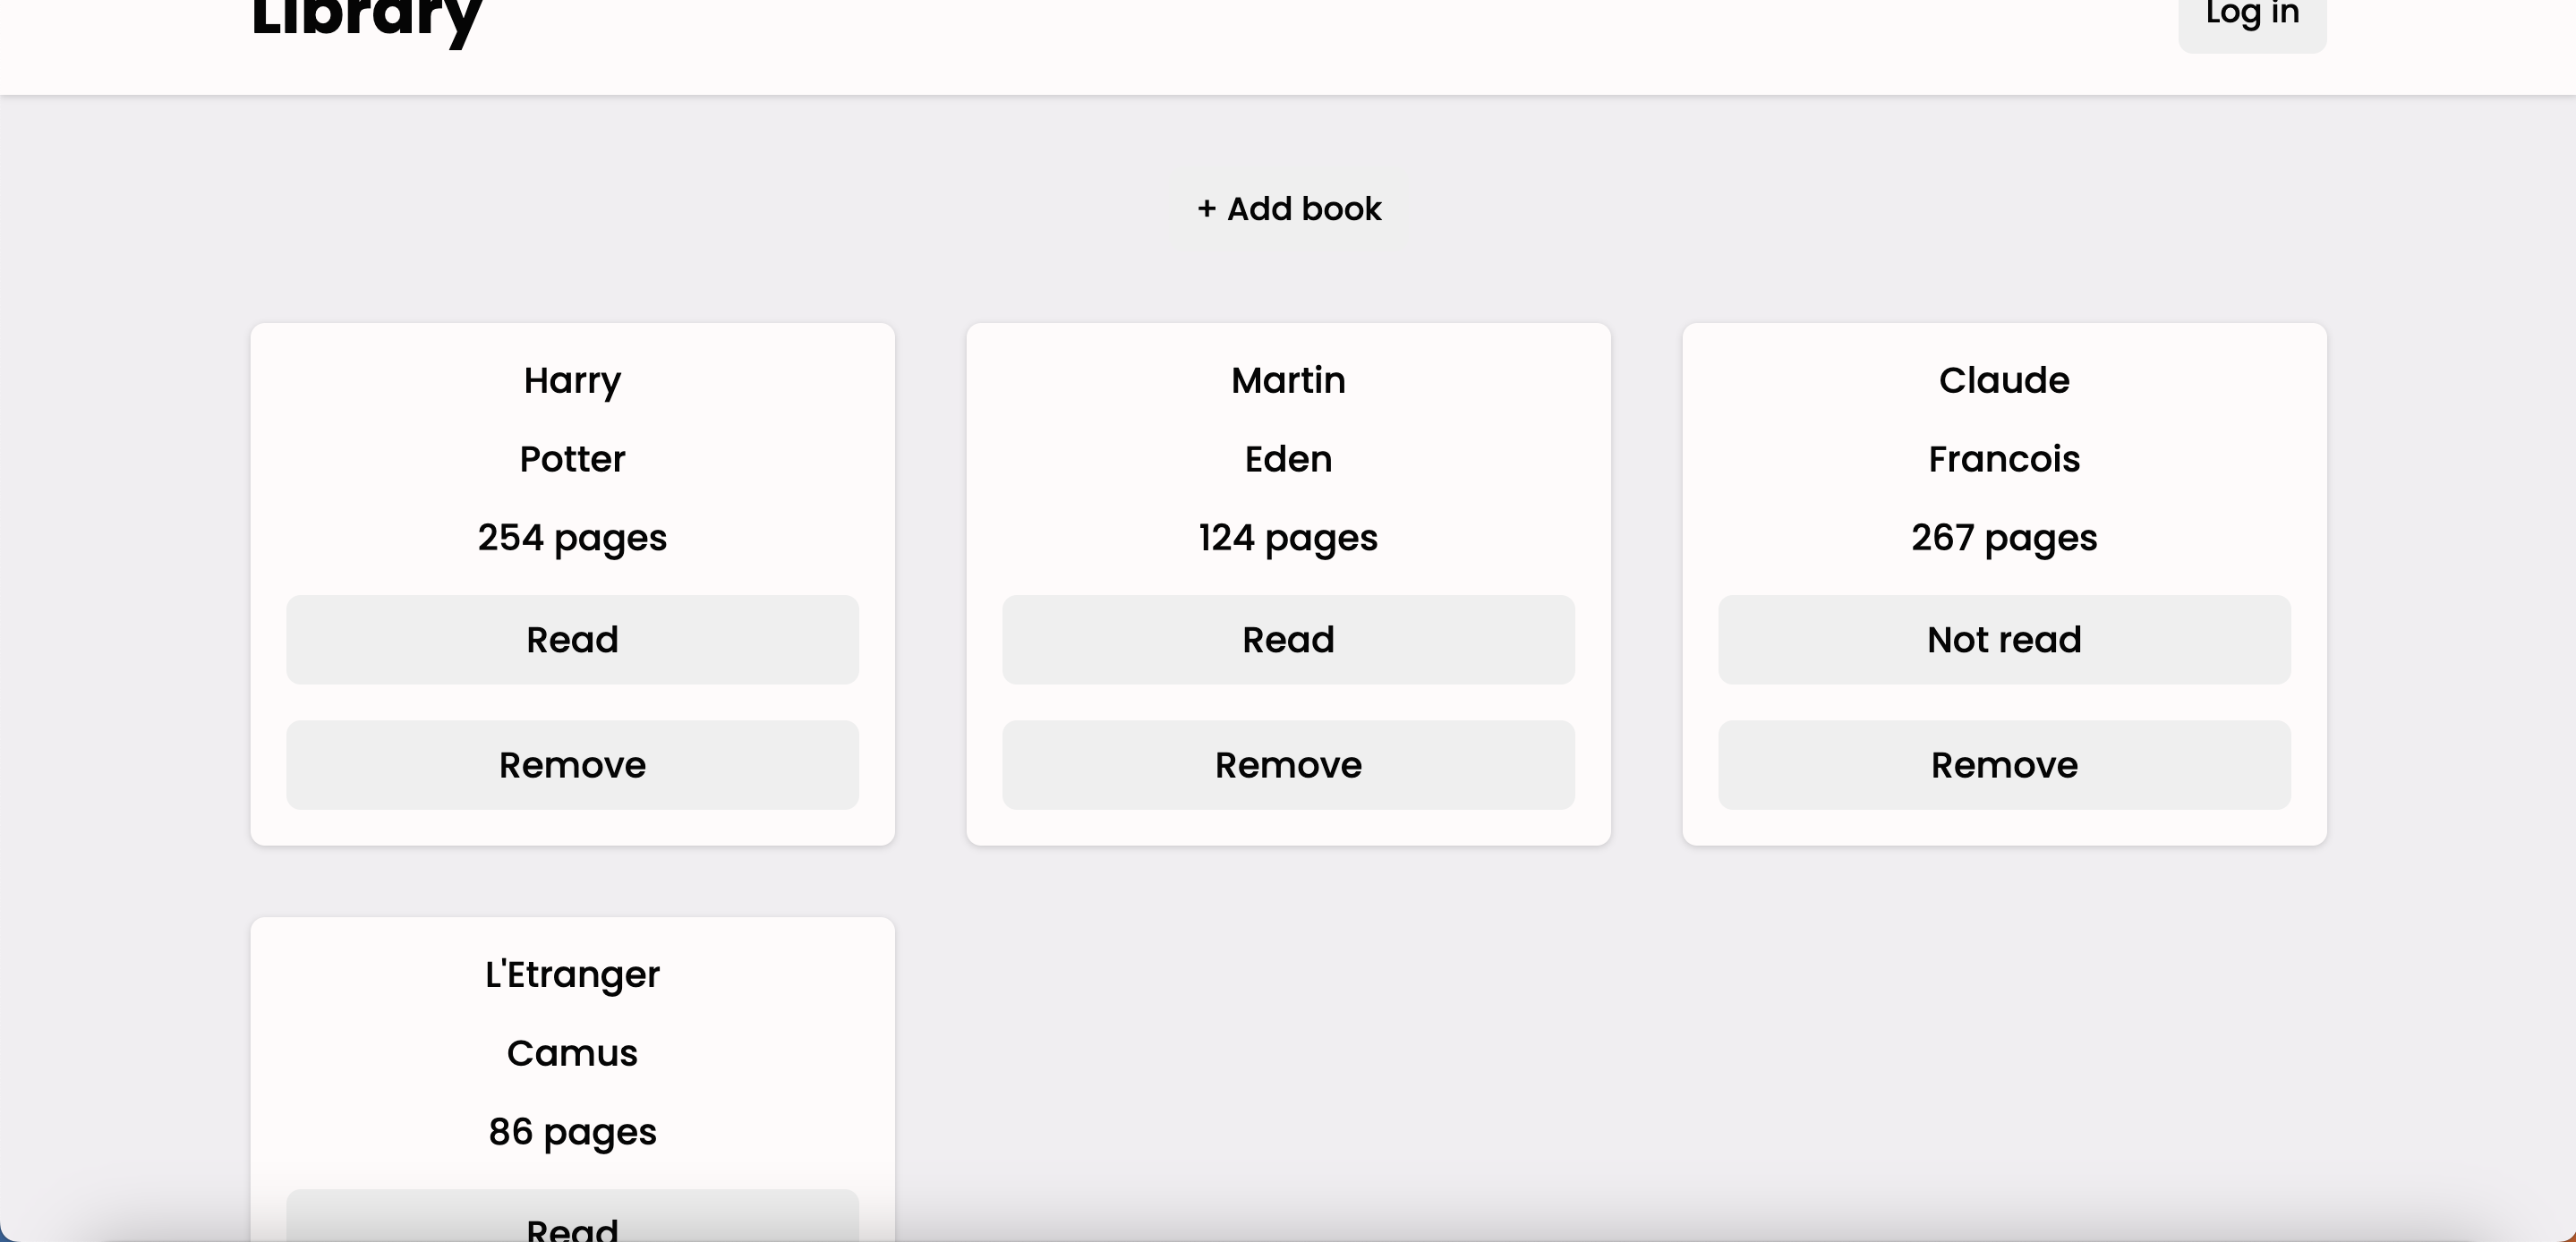 Library
Log in
+ Add book
Harry
Potter
254 pages
Read
Remove
Martin
Eden
124 pages
Read
Remove
Claude
Francois
267 pages
Not read
Remove
L'Etranger
Camus
86 pages
Read